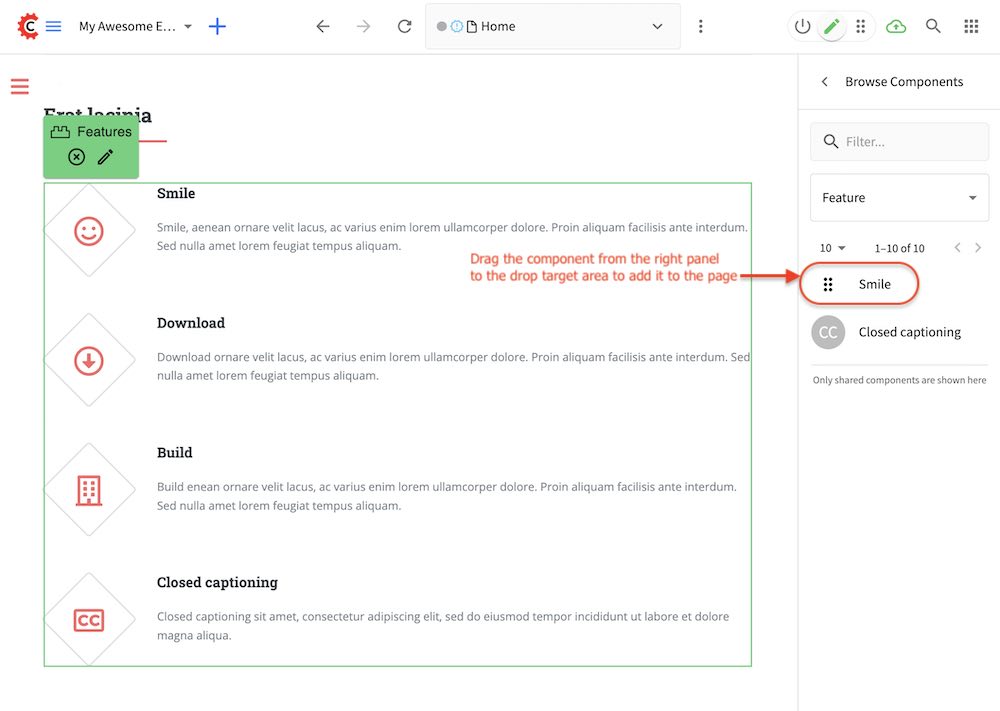 My Awesome E...
Home
Browse Components
Erat lacinia
Features
Filter...
Feature
10
1–10 of 10
Smile
Smile, aenean ornare velit lacus, ac varius enim lorem ullamcorper dolore. Proin aliquam facilisis ante interdum.
Sed nulla amet lorem feugiat tempus aliquam.
Drag the component from the right panel
to the drop target area to add it to the page
Smile
CC
Closed captioning
Only shared components are shown here
Download
Download ornare velit lacus, ac varius enim lorem ullamcorper dolore. Proin aliquam facilisis ante interdum. Sed
nulla amet lorem feugiat tempus aliquam.
Build
Build enean ornare velit lacus, ac varius enim lorem ullamcorper dolore. Proin aliquam facilisis ante interdum.
Sed nulla amet lorem feugiat tempus aliquam.
CC
Closed captioning
Closed captioning sit amet, consectetur adipiscing elit, sed do eiusmod tempor incididunt ut labore et dolore
magna aliqua.